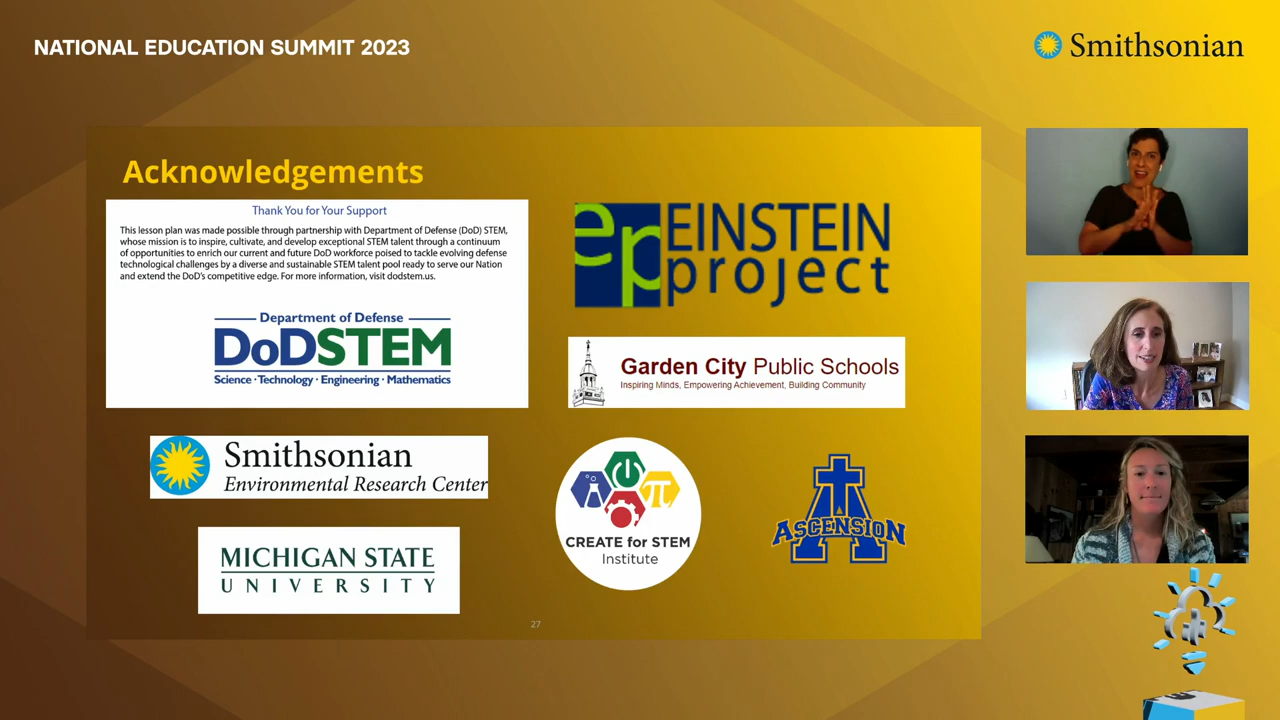 NATIONAL EDUCATION SUMMIT 2023
Smithsonian
Acknowledgements
Thank You for Your Support
This lesson plan was made possible through partnership with Department of Defense (DoD) STEM,
whose mission is to inspire, cultivate, and develop exceptional STEM talent through a continuum
of opportunities to enrich our current and future DoD workforce poised to tackle evolving defense
technological challenges by a diverse and sustainable STEM talent pool ready to serve our Nation
and extend the DoD's competitive edge. For more information, visit dodstem.us.
Department of Defense
DoDSTEM
Science · Technology · Engineering · Mathematics
ep EINSTEIN
project
Garden City Public Schools
Inspiring Minds, Empowering Achievement, Building Community
Smithsonian
Environmental Research Center
MICHIGAN STATE
UNIVERSITY
π
CREATE for STEM
Institute
A
ASCENSION
27